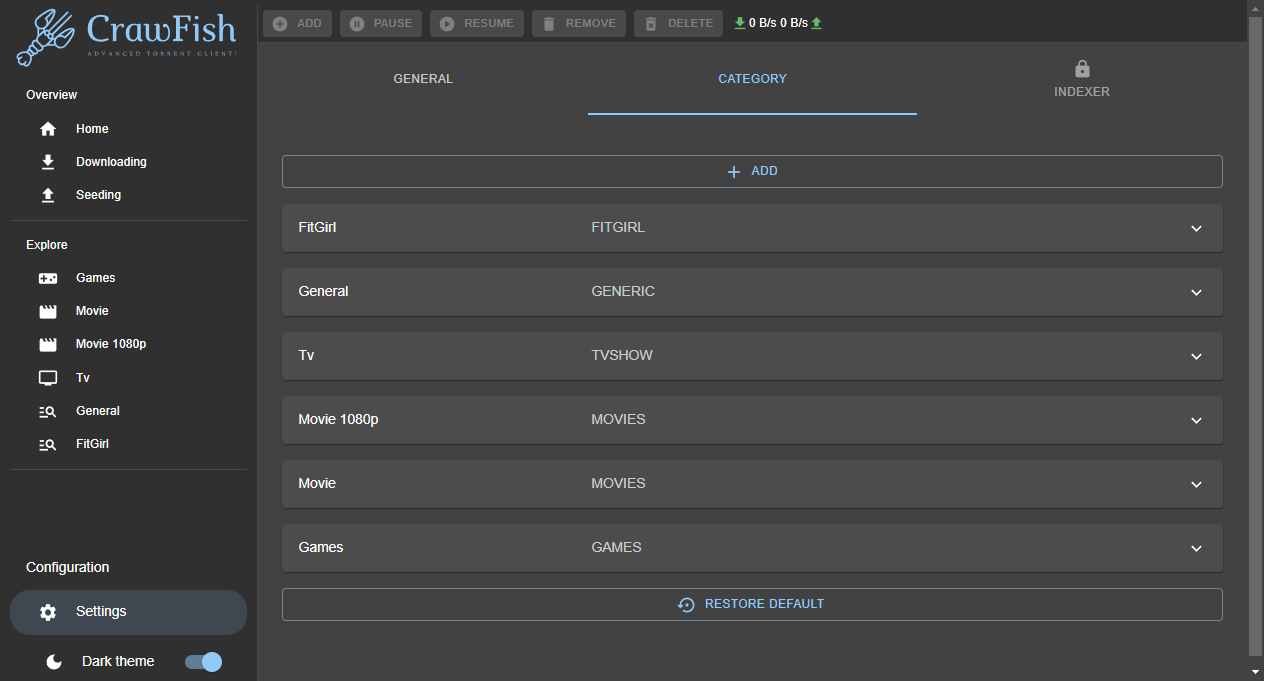 CrawFish
ADVANCED TORRENT CLIENT!
ADD PAUSE RESUME REMOVE DELETE 0 B/s 0 B/s
Overview
Home
Downloading
Seeding
Explore
Games
Movie
Movie 1080p
Tv
General
FitGirl
Configuration
Settings
Dark theme
GENERAL CATEGORY INDEXER
ADD
FitGirl FITGIRL
General GENERIC
Tv TVSHOW
Movie 1080p MOVIES
Movie MOVIES
Games GAMES
RESTORE DEFAULT